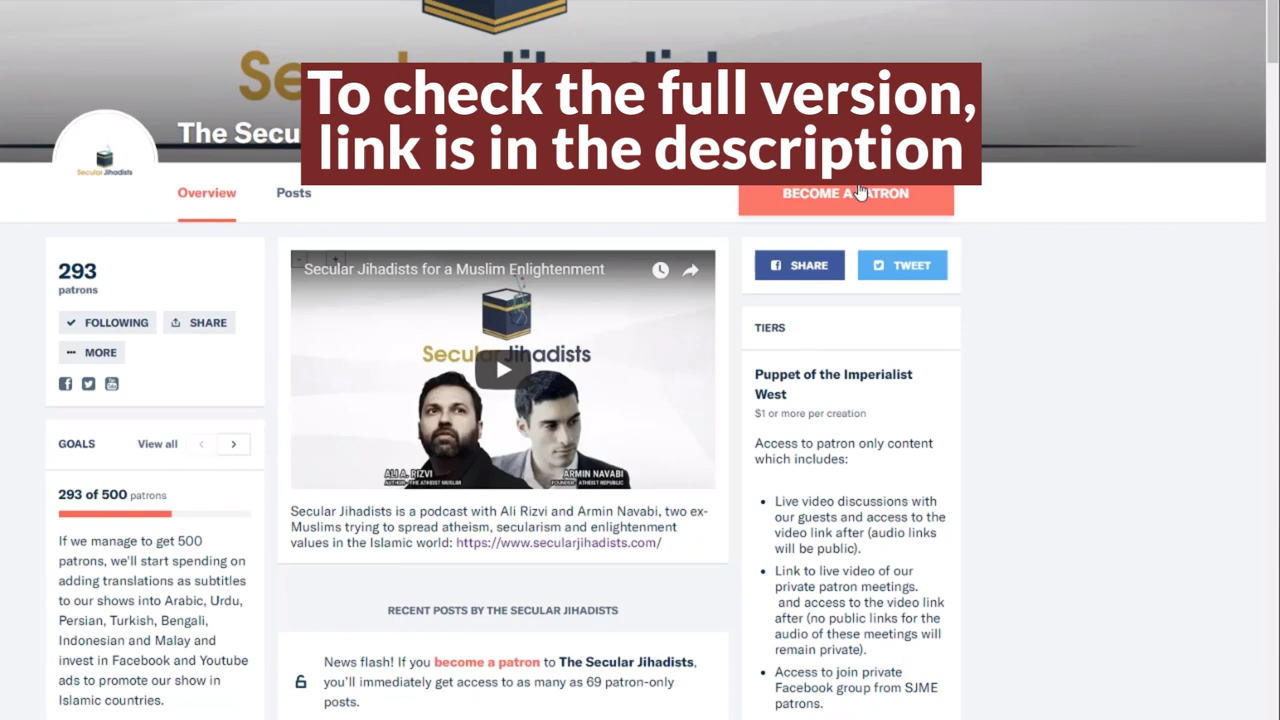 Secular Jihadists
To check the full version,
link is in the description
The Secu
Secular Jihadists
Overview
Posts
BECOME A PATRON
293
patrons
FOLLOWING
SHARE
MORE
GOALS
View all
293 of 500 patrons
If we manage to get 500
patrons, we'll start spending on
adding translations as subtitles
to our shows into Arabic, Urdu,
Persian, Turkish, Bengali,
Indonesian and Malay and
invest in Facebook and Youtube
ads to promote our show in
Islamic countries.
Secular Jihadists for a Muslim Enlightenment
Secular Jihadists
ALI A. RIZVI
AUTHOR - THE ATHEIST MUSLIM
ARMIN NAVABI
FOUNDER - ATHEIST REPUBLIC
Secular Jihadists is a podcast with Ali Rizvi and Armin Navabi, two ex-
Muslims trying to spread atheism, secularism and enlightenment
values in the Islamic world: https://www.secularjihadists.com/
RECENT POSTS BY THE SECULAR JIHADISTS
News flash! If you become a patron to The Secular Jihadists,
you'll immediately get access to as many as 69 patron-only
posts.
SHARE
TWEET
TIERS
Puppet of the Imperialist
West
$1 or more per creation
Access to patron only content
which includes:
Live video discussions with
our guests and access to the
video link after (audio links
will be public).
Link to live video of our
private patron meetings.
and access to the video link
after (no public links for the
audio of these meetings will
remain private).
Access to join private
Facebook group from SJME
patrons.